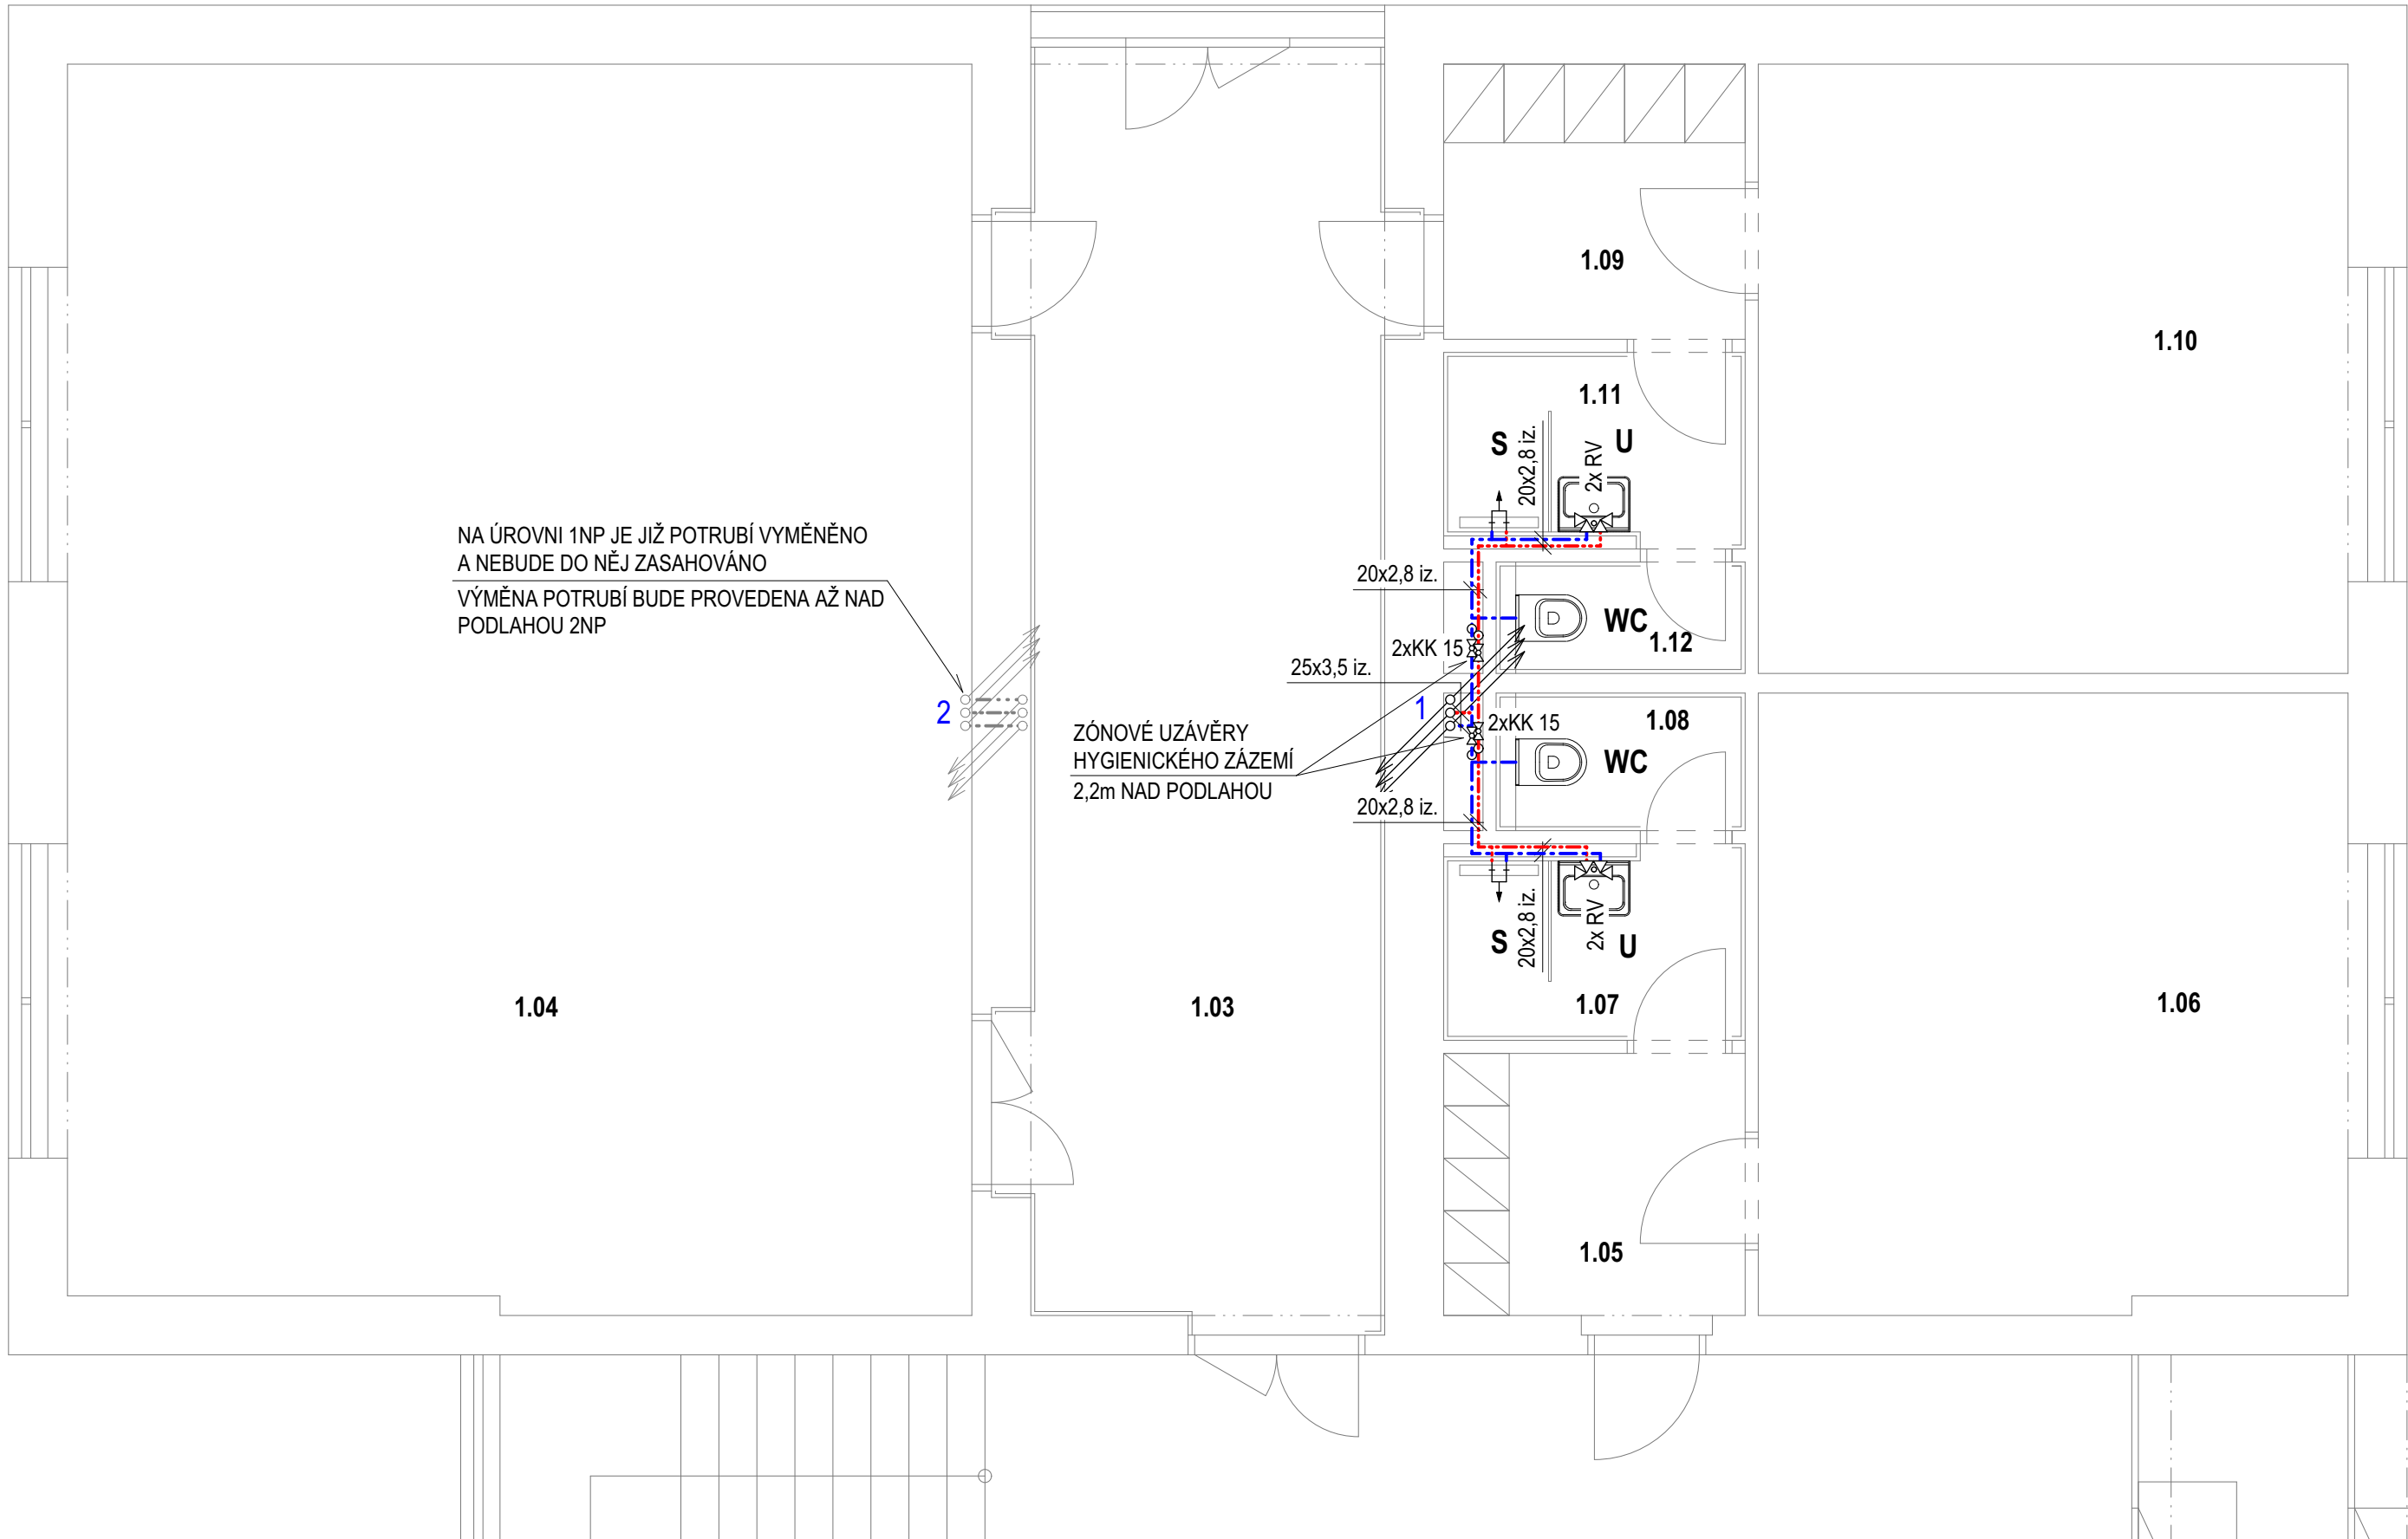 1.09
1.10
1.11
S
20x2,8 iz.
2x RV
U
NA ÚROVNI 1NP JE JIŽ POTRUBÍ VYMĚNĚNO
A NEBUDE DO NĚJ ZASAHOVÁNO
VÝMĚNA POTRUBÍ BUDE PROVEDENA AŽ NAD
PODLAHOU 2NP
20x2,8 iz.
WC
1.12
2xKK 15
25x3,5 iz.
2
1
1.08
2xKK 15
ZÓNOVÉ UZÁVĚRY
HYGIENICKÉHO ZÁZEMÍ
2,2m NAD PODLAHOU
WC
20x2,8 iz.
S
20x2,8 iz.
2x RV
U
1.04
1.03
1.07
1.06
1.05